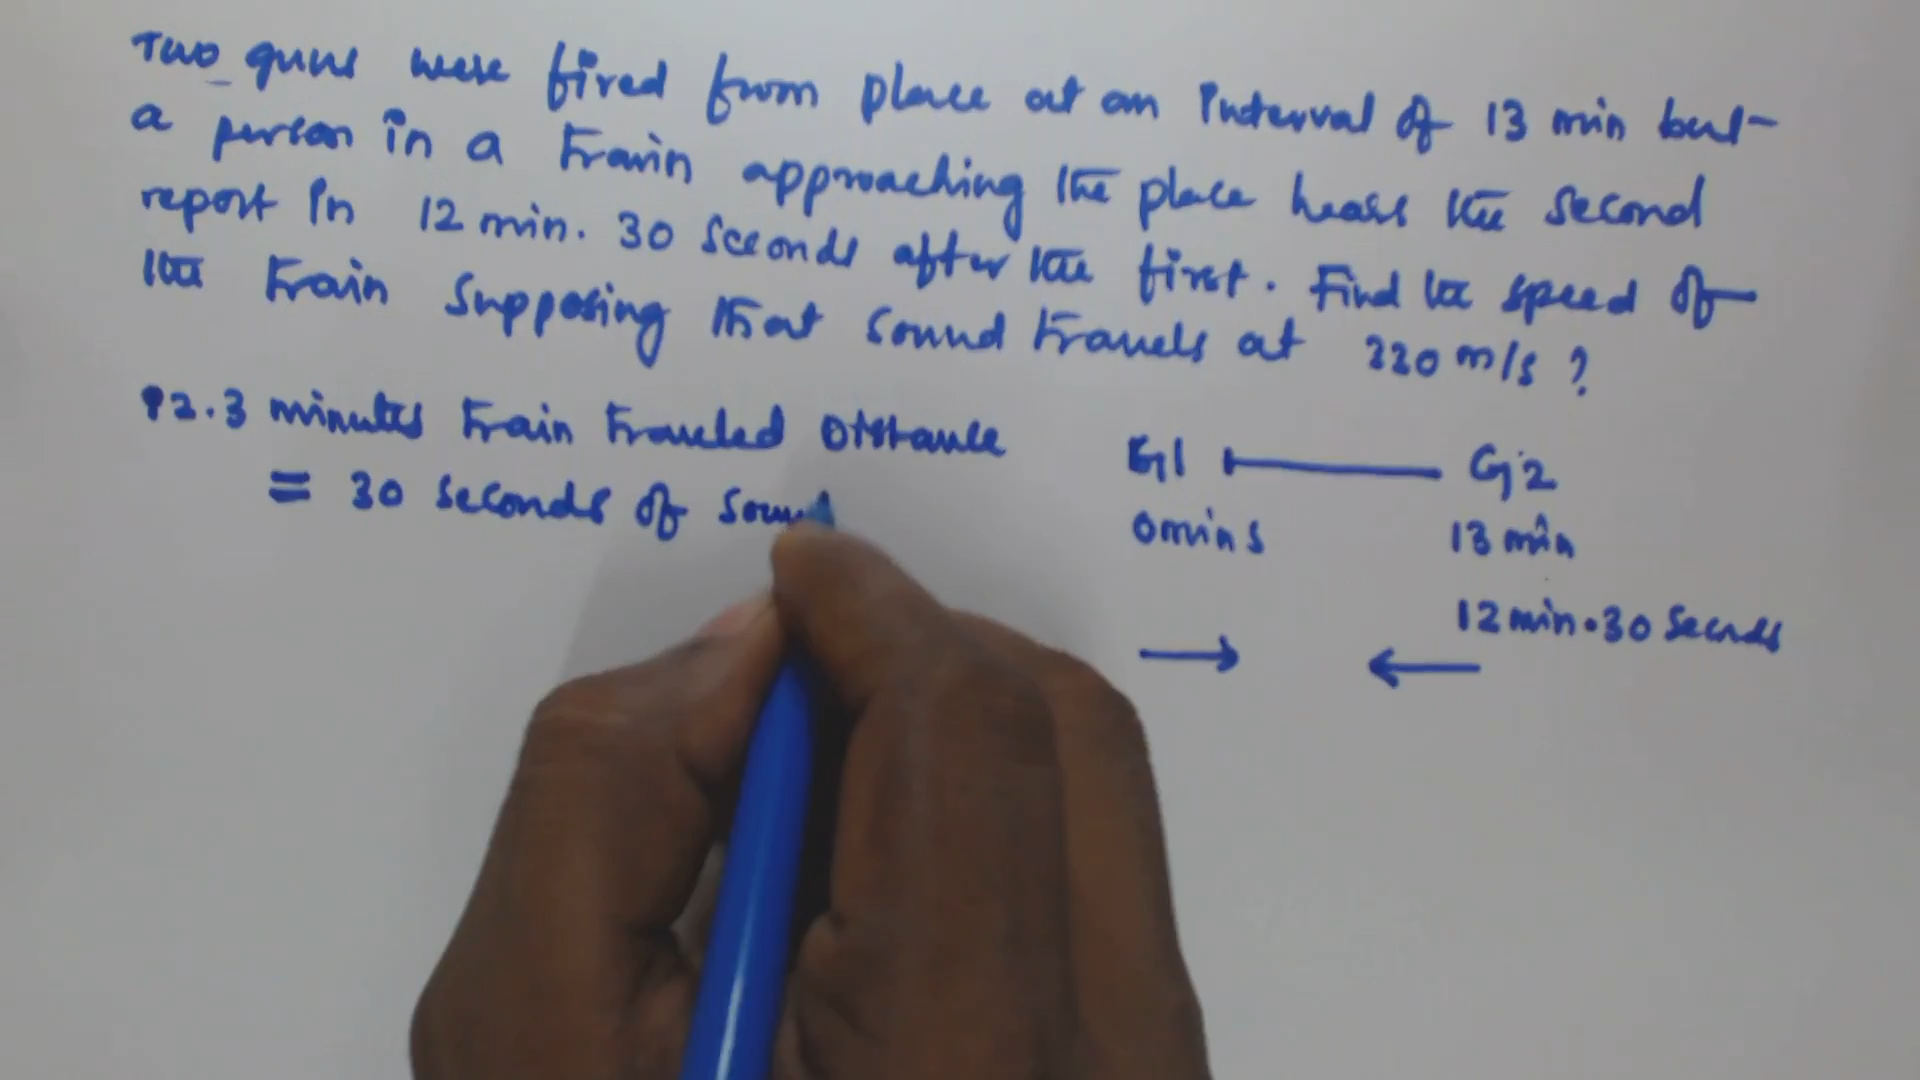 Two guns were fired from place at an interval of 13 min but
a person in a train approaching the place hears the second
report in 12 min. 30 seconds after the first. Find the speed of
the train supposing that sound travels at 330 m/s ?
12.3 minutes train traveled Distance
= 30 seconds of soun
G1 G2
0mins 13 min
12 min.30 Seconds